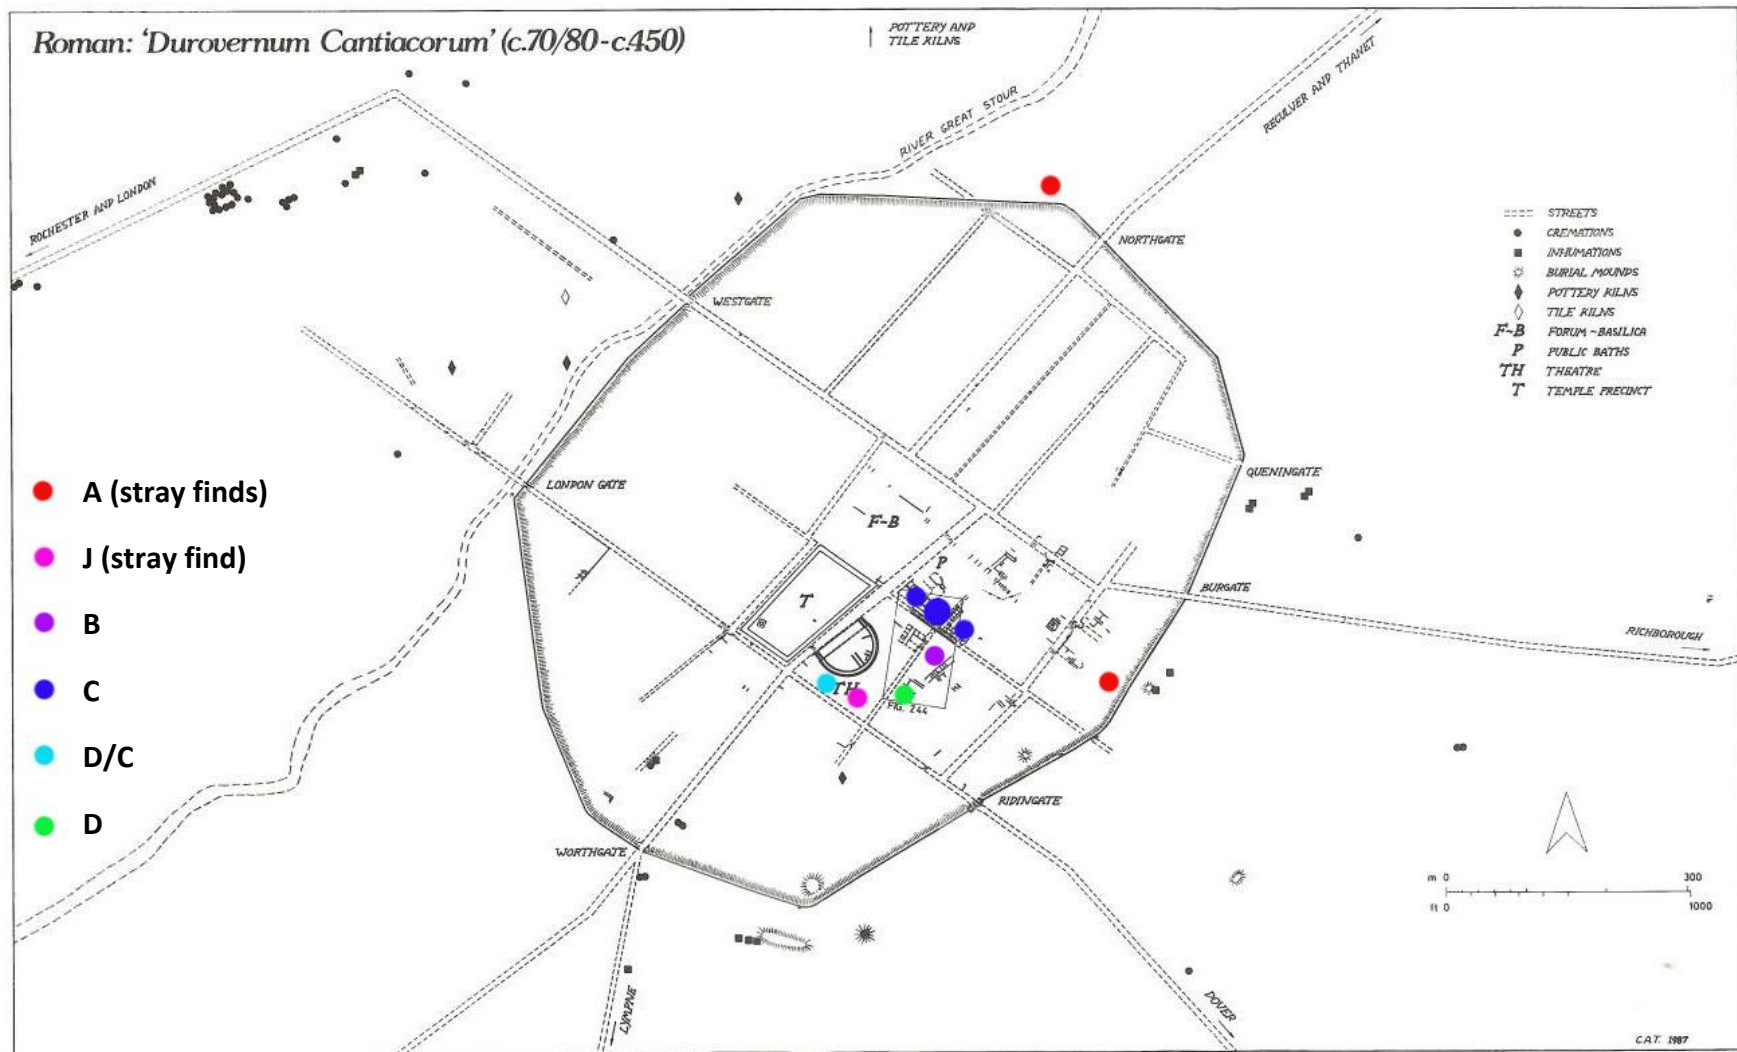 Roman: ‘Durovernum Cantiacorum’ (c.70/80-c.450)
POTTERY AND
TILE KILNS
RIVER GREAT STOUR
RECULVER AND THANET
ROCHESTER AND LONDON
NORTHGATE
WESTGATE
STREETS
CREMATIONS
INHUMATIONS
BURIAL MOUNDS
POTTERY KILNS
TILE KILNS
F~B FORUM~BASILICA
P PUBLIC BATHS
TH THEATRE
T TEMPLE PRECINCT
QUENINGATE
LONDON GATE
F~B
A (stray finds)
J (stray find)
B
C
D/C
D
P
T
TH
FIG. 244
BURGATE
RICHBOROUGH
RIDINGATE
WORTHGATE
LYMPNE
DOVER
m 0 300
ft 0 1000
C.A.T. 1987